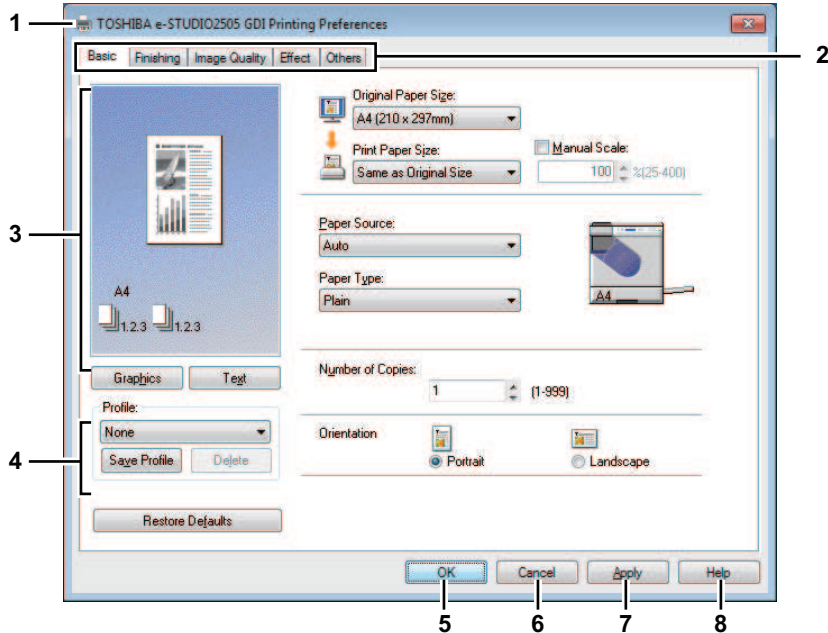 1
TOSHIBA e-STUDIO2505 GDI Printing Preferences
Basic Finishing Image Quality Effect Others
2
3
A4
1.2.3 1.2.3
Graphics Text
Profile:
None
4
Save Profile Delete
Restore Defaults
Original Paper Size:
A4 (210 x 297mm)
Print Paper Size:
Same as Original Size
Manual Scale:
100 %(25-400)
Paper Source:
Auto
Paper Type:
Plain
A4
Number of Copies:
1 (1-999)
Orientation
Portrait Landscape
OK Cancel Apply Help
5 6 7 8